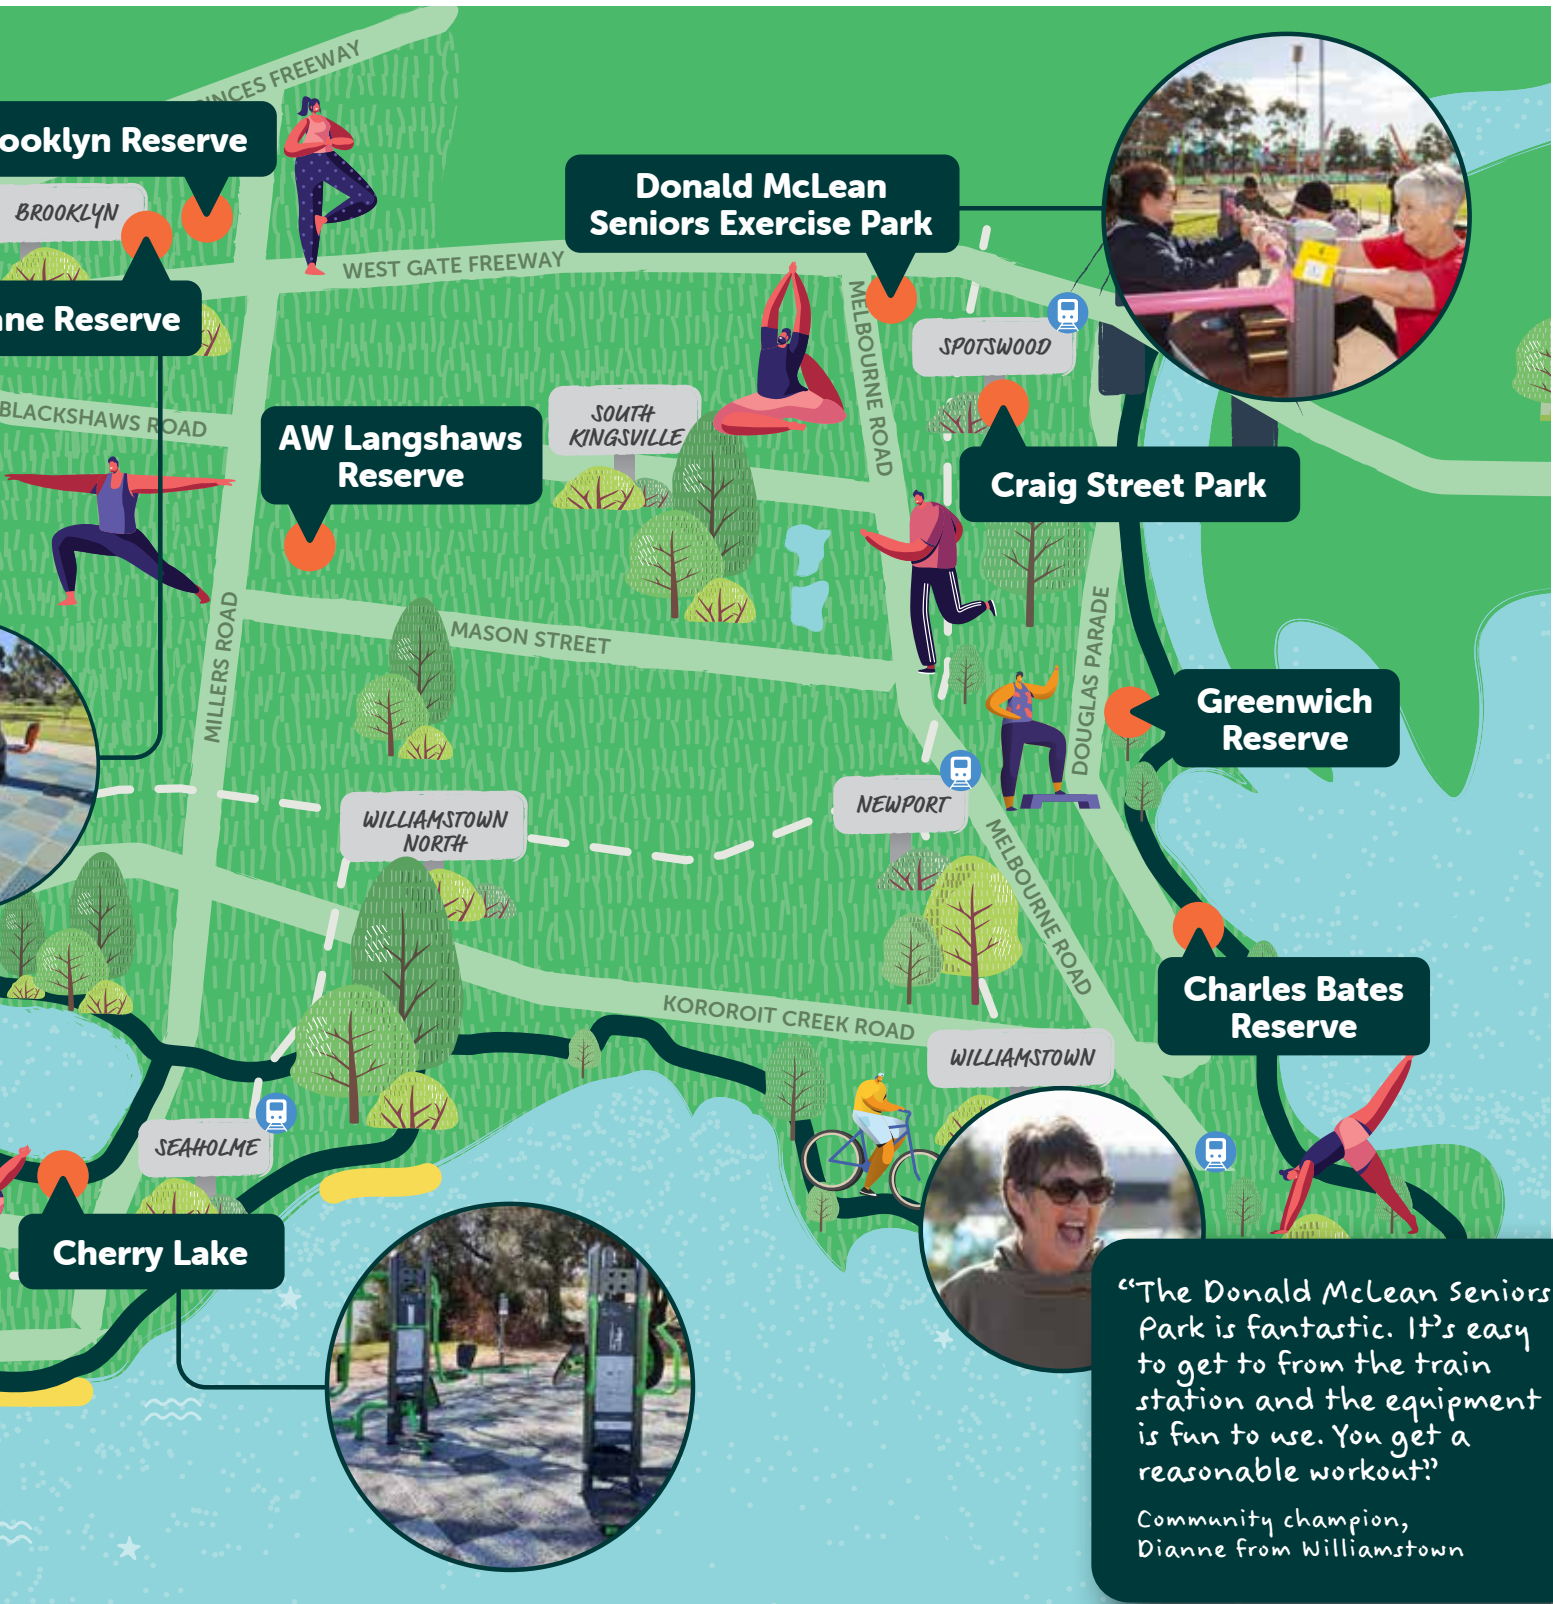 INCES FREEWAY
ooklyn Reserve
BROOKLYN
ne Reserve
BLACKSHAWS ROAD
WEST GATE FREEWAY
Donald McLean
Seniors Exercise Park
MELBOURNE ROAD
SPOTSWOOD
SOUTH
KINGSVILLE
AW Langshaws
Reserve
Craig Street Park
MILLERS ROAD
MASON STREET
DOUGLAS PARADE
Greenwich
Reserve
WILLIAMSTOWN
NORTH
NEWPORT
MELBOURNE ROAD
KOROROIT CREEK ROAD
Charles Bates
Reserve
WILLIAMSTOWN
SEAHOLME
Cherry Lake
“The Donald McLean Seniors
Park is fantastic. It’s easy
to get to from the train
station and the equipment
is fun to use. You get a
reasonable workout.”
Community champion,
Dianne from Williamstown